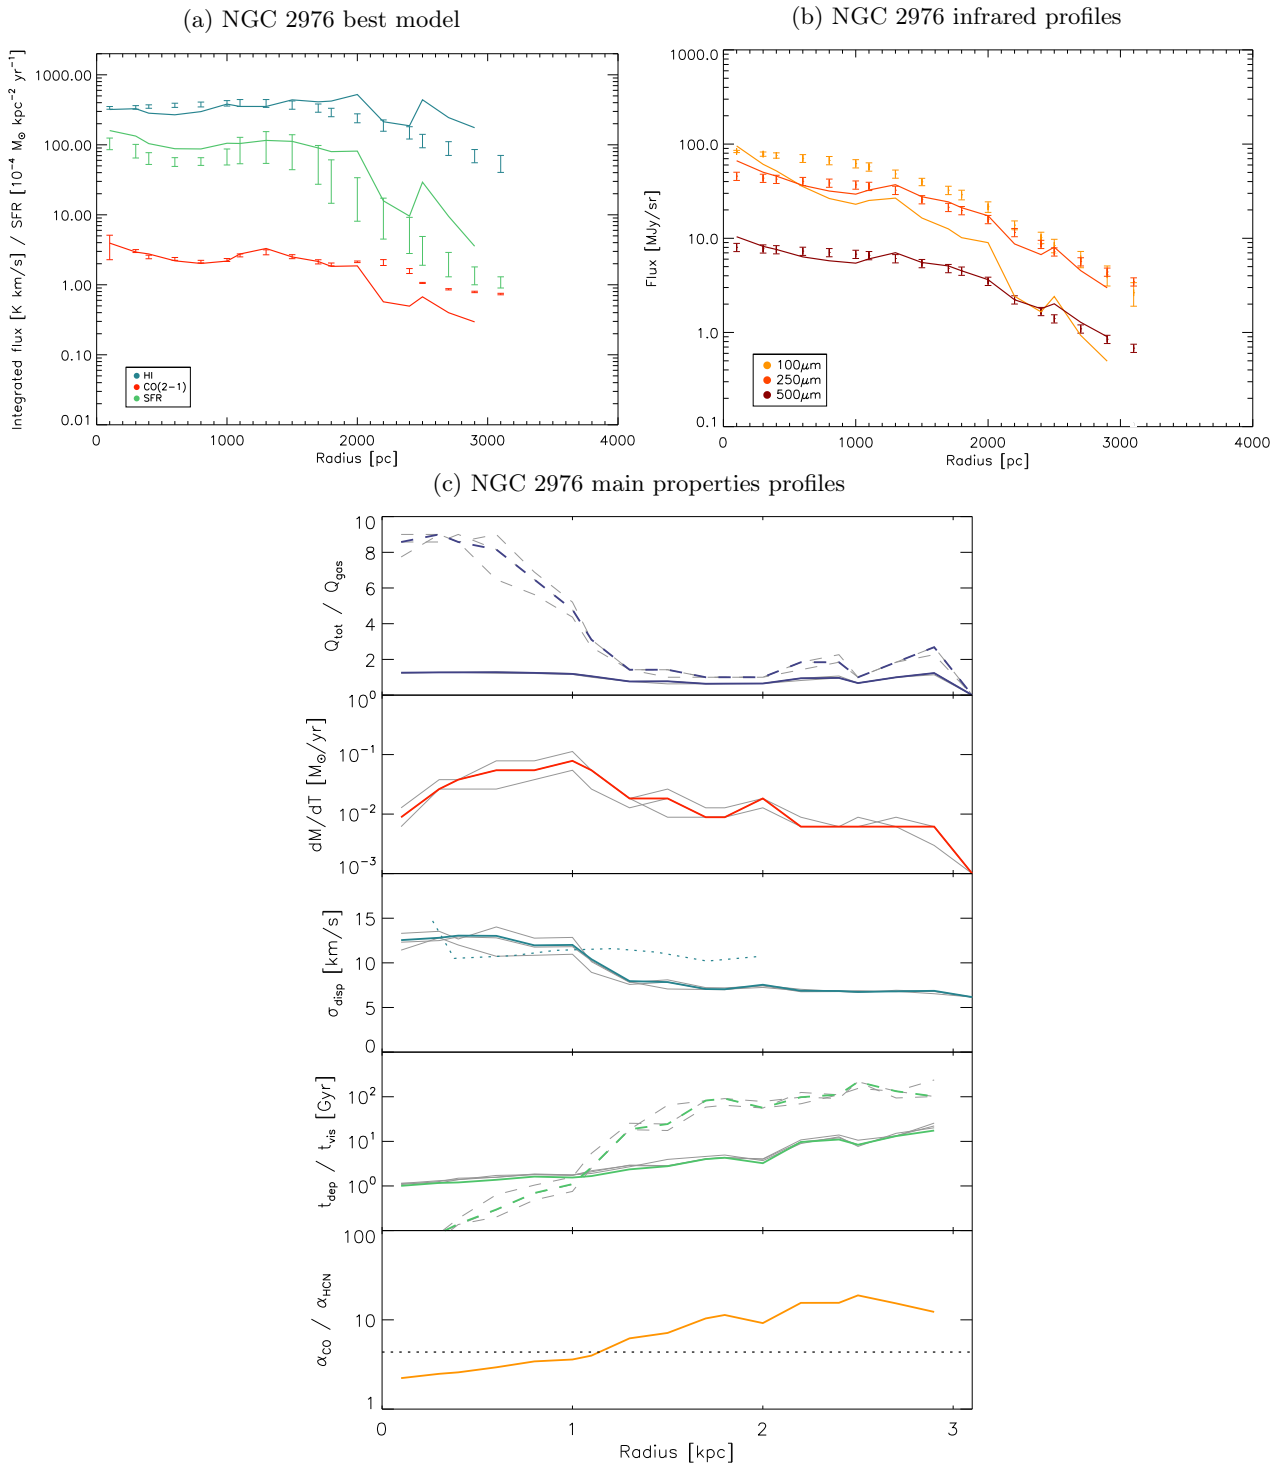 (a) NGC 2976 best model
Integrated flux [K km/s] / SFR [10⁻⁴ M⊙ kpc⁻² yr⁻¹]
1000.00
100.00
10.00
1.00
0.10
0.01
HI
CO(2−1)
SFR
0 1000 2000 3000 4000
Radius [pc]
(b) NGC 2976 infrared profiles
Flux [MJy/sr]
1000.0
100.0
10.0
1.0
0.1
100μm
250μm
500μm
0 1000 2000 3000 4000
Radius [pc]
(c) NGC 2976 main properties profiles
Q_tot / Q_gas
10
8
6
4
2
0
dM/dT [M⊙/yr]
10⁰
10⁻¹
10⁻²
10⁻³
σ_disp [km/s]
15
10
5
0
t_dep / t_vis [Gyr]
10²
10¹
10⁰
α_CO / α_HCN
100
10
1
0 1 2 3
Radius [kpc]